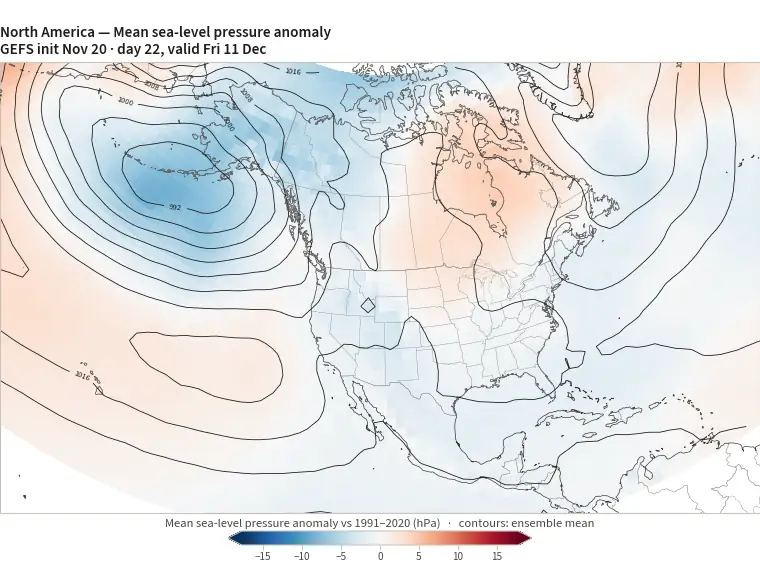 North America — Mean sea-level pressure anomaly
GEFS init Nov 20 · day 22, valid Fri 11 Dec
1016
1008
1008
1000
992
1016
Mean sea-level pressure anomaly vs 1991–2020 (hPa) · contours: ensemble mean
−15 −10 −5 0 5 10 15